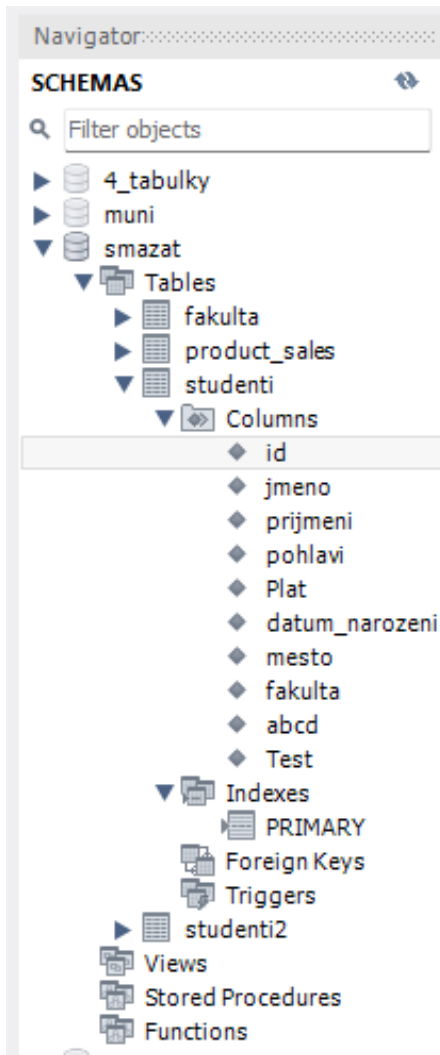 Navigator
SCHEMAS
Filter objects
4_tabulky
muni
smazat
Tables
fakulta
product_sales
studenti
Columns
id
jmeno
prijmeni
pohlavi
Plat
datum_narozeni
mesto
fakulta
abcd
Test
Indexes
PRIMARY
Foreign Keys
Triggers
studenti2
Views
Stored Procedures
Functions